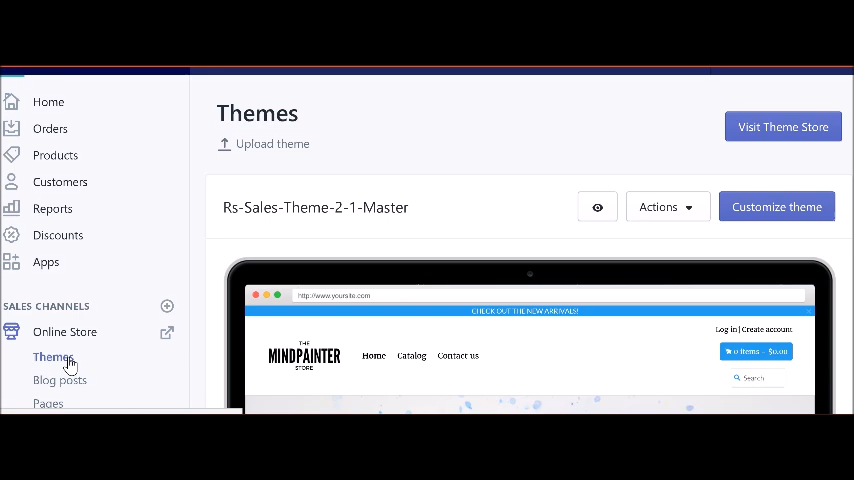 Home
Orders
Products
Customers
Reports
Discounts
Apps
SALES CHANNELS
Online Store
Themes
Blog posts
Pages
Themes
Upload theme
Visit Theme Store
Rs-Sales-Theme-2-1-Master
Actions
Customize theme
http://www.yoursite.com
CHECK OUT THE NEW ARRIVALS!
Log in | Create account
THE
MINDPAINTER
STORE
Home Catalog Contact us
0 items - $0.00
Search